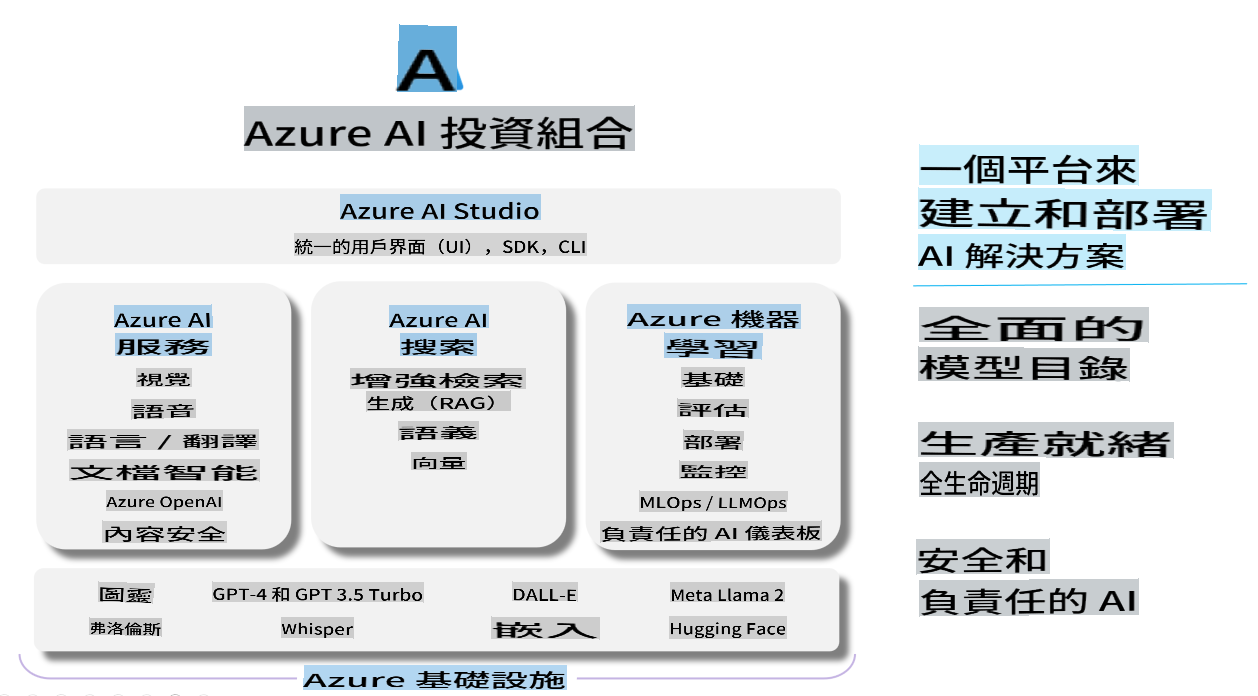 A
Azure AI 投資組合
Azure AI Studio
統一的用戶界面（UI），SDK，CLI
Azure AI
服務
視覺
語音
語言 / 翻譯
文檔智能
Azure OpenAI
內容安全
Azure AI
搜索
增強檢索
生成（RAG）
語義
向量
Azure 機器
學習
基礎
評估
部署
監控
MLOps / LLMOps
負責任的 AI 儀表板
圖靈
GPT-4 和 GPT 3.5 Turbo
DALL-E
Meta Llama 2
弗洛倫斯
Whisper
嵌入
Hugging Face
Azure 基礎設施
一個平台來
建立和部署
AI 解決方案
全面的
模型目錄
生產就緒
全生命週期
安全和
負責任的 AI